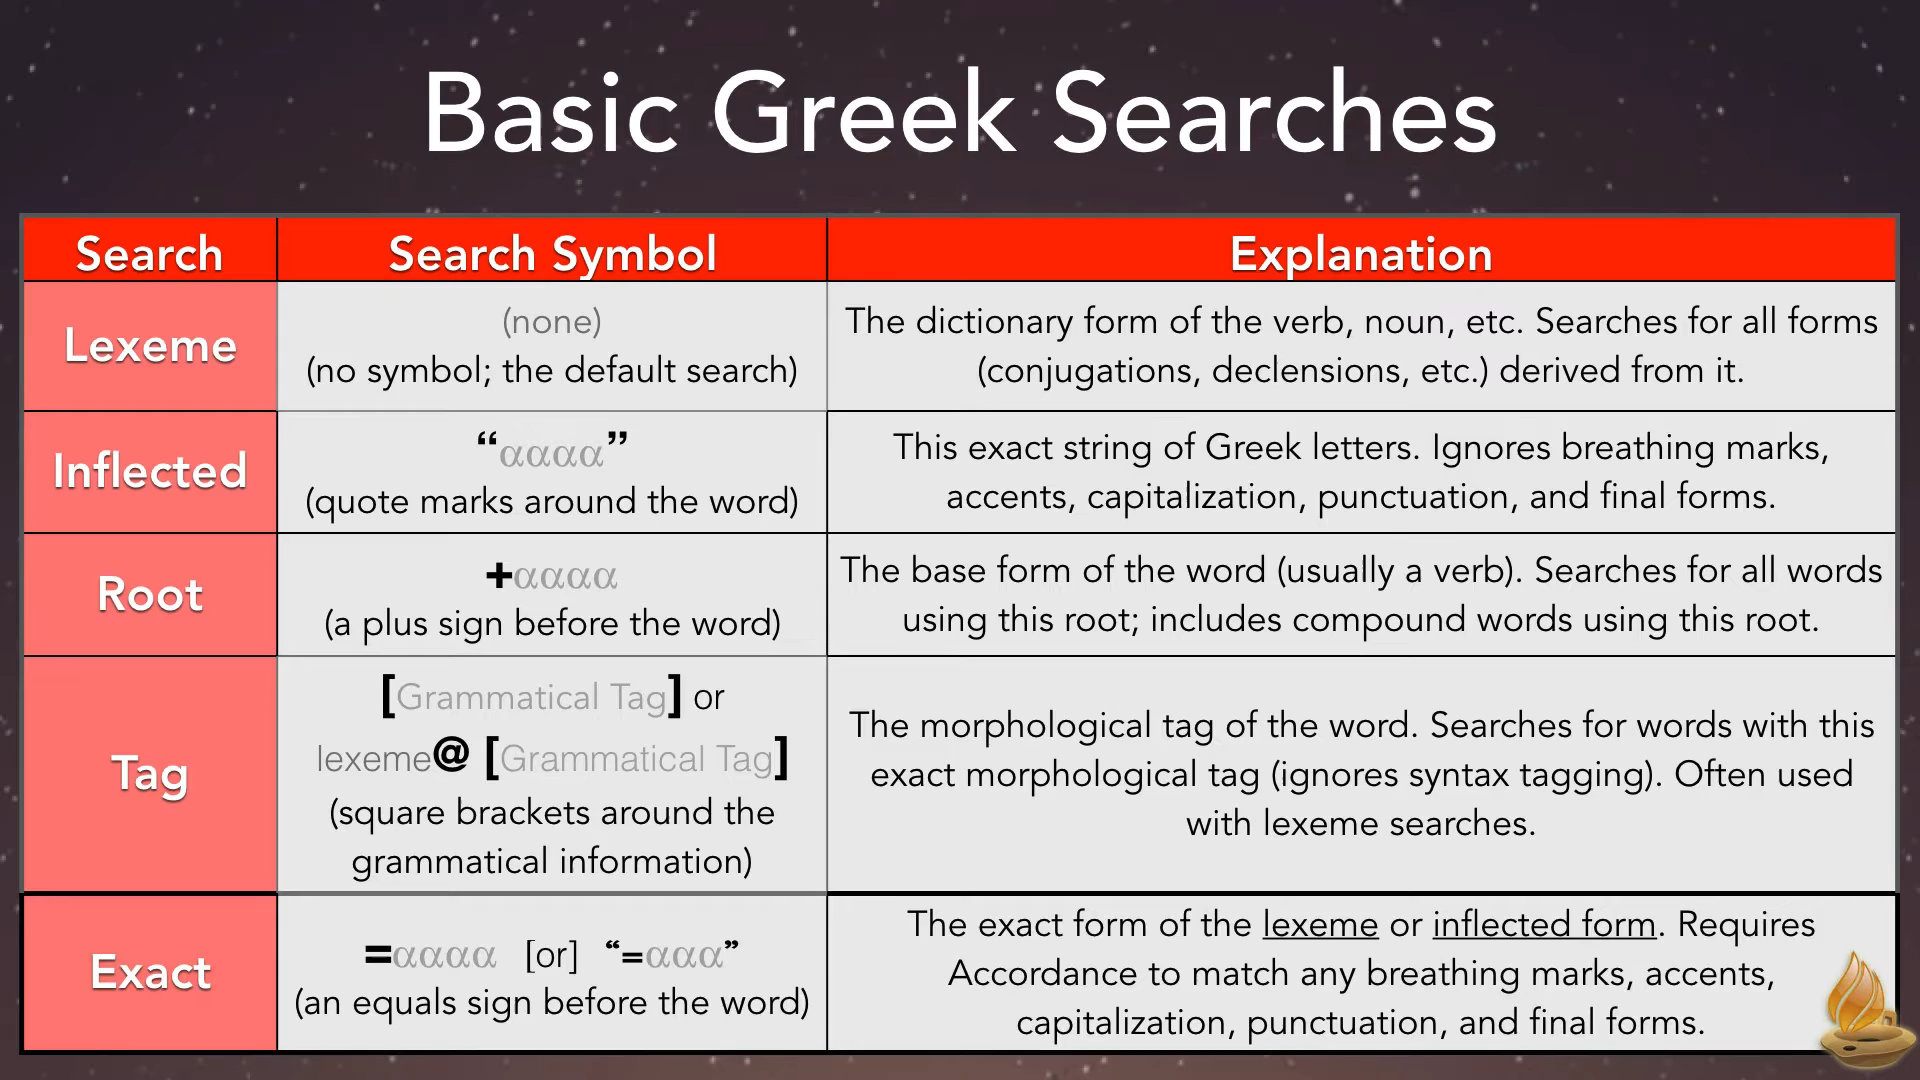 Basic Greek Searches
Search
Search Symbol
Explanation
Lexeme
(none)
(no symbol; the default search)
The dictionary form of the verb, noun, etc. Searches for all forms
(conjugations, declensions, etc.) derived from it.
Inflected
“αααα”
(quote marks around the word)
This exact string of Greek letters. Ignores breathing marks,
accents, capitalization, punctuation, and final forms.
Root
+αααα
(a plus sign before the word)
The base form of the word (usually a verb). Searches for all words
using this root; includes compound words using this root.
Tag
[Grammatical Tag] or
lexeme@ [Grammatical Tag]
(square brackets around the
grammatical information)
The morphological tag of the word. Searches for words with this
exact morphological tag (ignores syntax tagging). Often used
with lexeme searches.
Exact
=αααα [or] “=ααα”
(an equals sign before the word)
The exact form of the lexeme or inflected form. Requires
Accordance to match any breathing marks, accents,
capitalization, punctuation, and final forms.